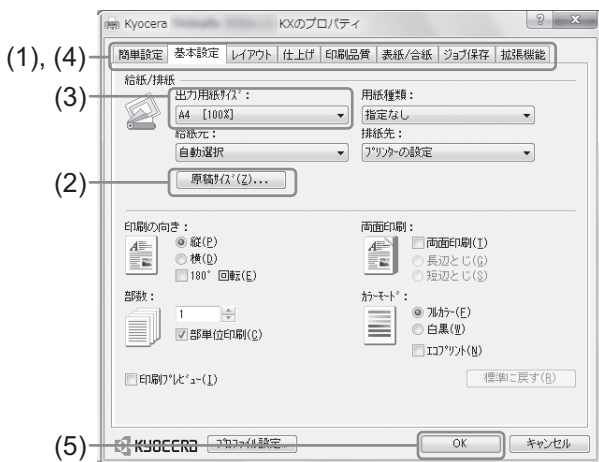 Kyocera KXのプロパティ
(1), (4)
簡単設定 基本設定 レイアウト 仕上げ 印刷品質 表紙/合紙 ジョブ保存 拡張機能
給紙/排紙
(3)
出力用紙ｻｲｽﾞ: 用紙種類:
A4 [100%] 指定なし
給紙元: 排紙先:
自動選択 ﾌﾟﾘﾝﾀｰの設定
(2)
原稿ｻｲｽﾞ(Z)...
印刷の向き: 両面印刷:
縦(P) 両面印刷(I)
横(Q) 長辺とじ(G)
180° 回転(E) 短辺とじ(S)
部数: ｶﾗｰﾓｰﾄﾞ:
1 ﾌﾙｶﾗｰ(F)
部単位印刷(C) 白黒(W)
ｴｺﾌﾟﾘﾝﾄ(N)
印刷ﾌﾟﾚﾋﾞｭｰ(I) 標準に戻す(R)
(5)
KYOCERA ﾌﾟﾛﾌｧｲﾙ設定... OK キャンセル